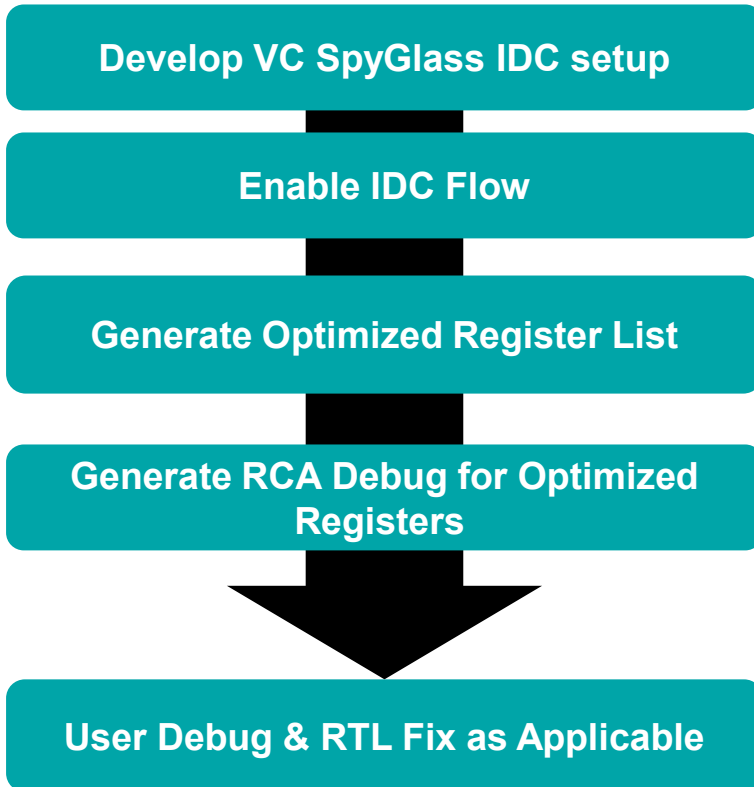 Develop VC SpyGlass IDC setup
Enable IDC Flow
Generate Optimized Register List
Generate RCA Debug for Optimized
Registers
User Debug & RTL Fix as Applicable